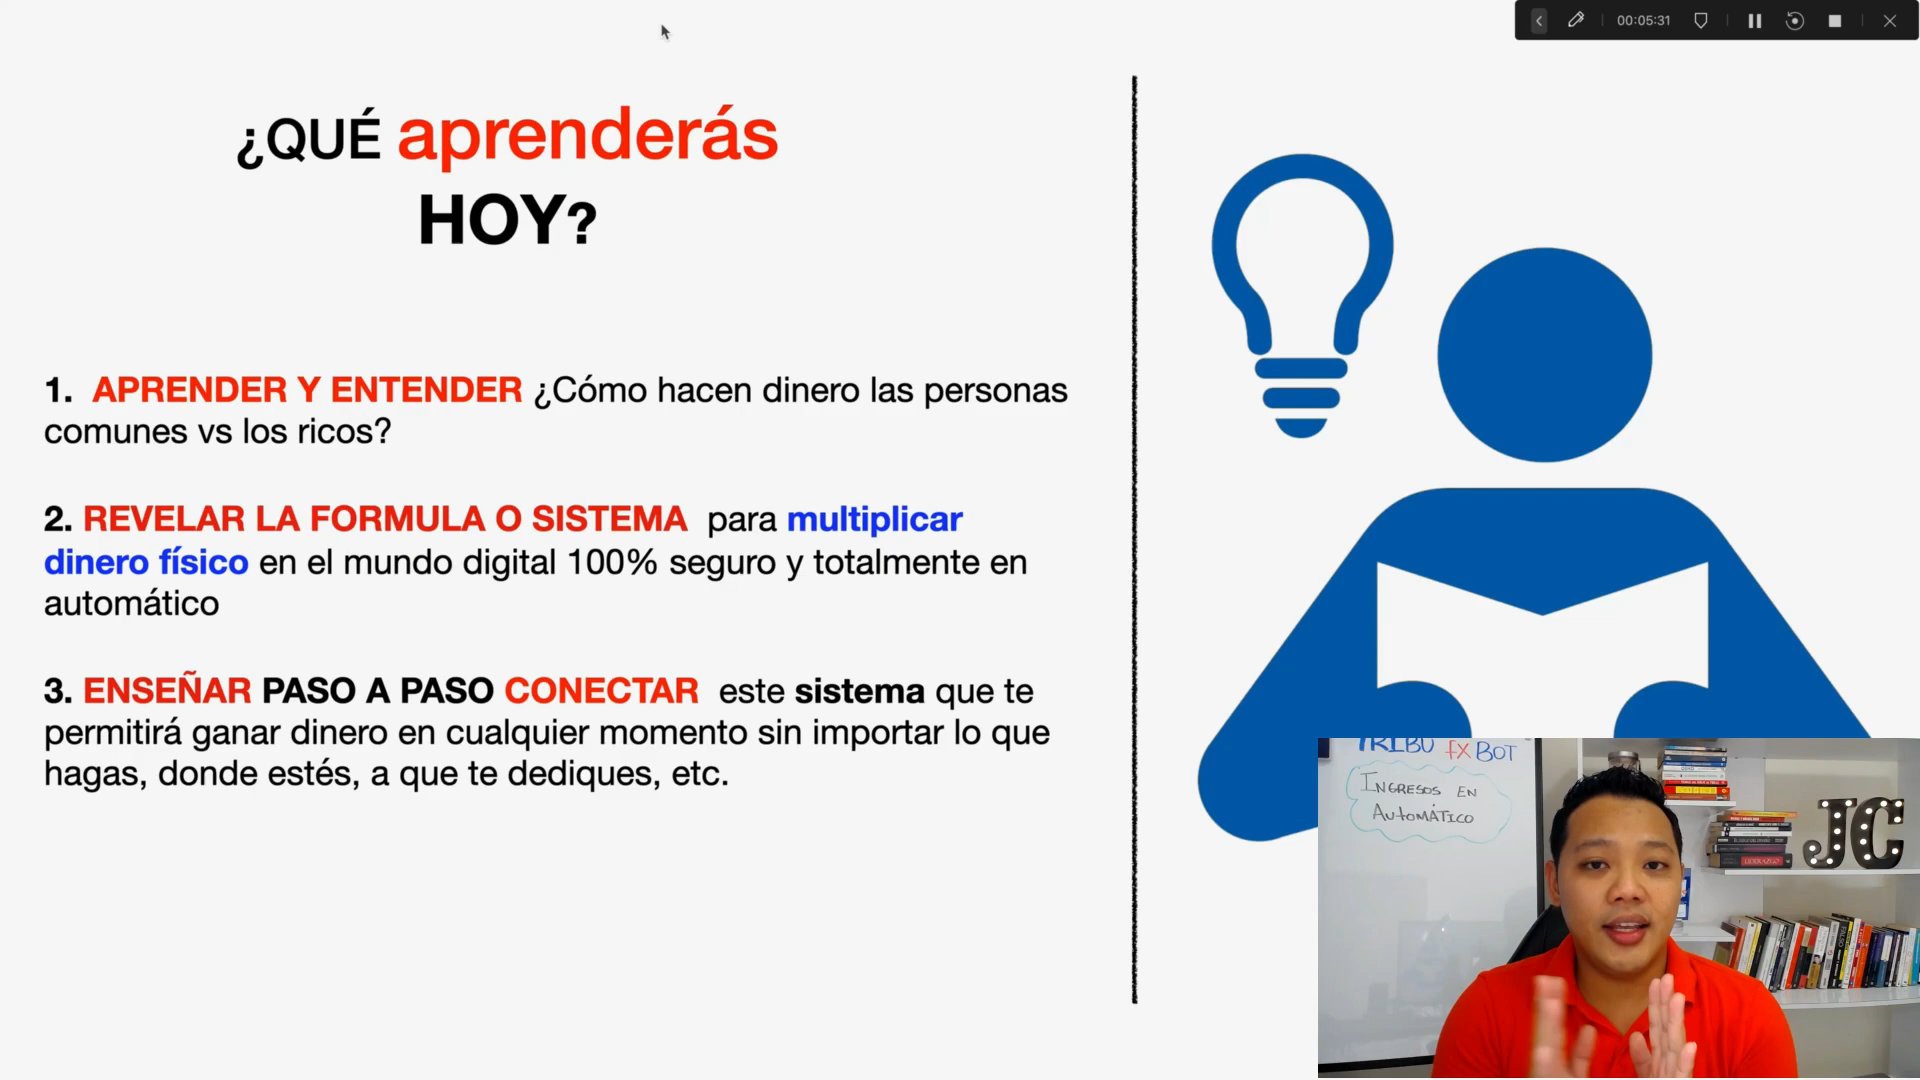 00:05:31
¿QUÉ aprenderás
HOY?
1. APRENDER Y ENTENDER ¿Cómo hacen dinero las personas
comunes vs los ricos?
2. REVELAR LA FORMULA O SISTEMA para multiplicar
dinero físico en el mundo digital 100% seguro y totalmente en
automático
3. ENSEÑAR PASO A PASO CONECTAR este sistema que te
permitirá ganar dinero en cualquier momento sin importar lo que
hagas, donde estés, a que te dediques, etc.
TRIBU fx BOT
INGRESOS EN
AUTOMÁTICO
JC
LIDERAZGO